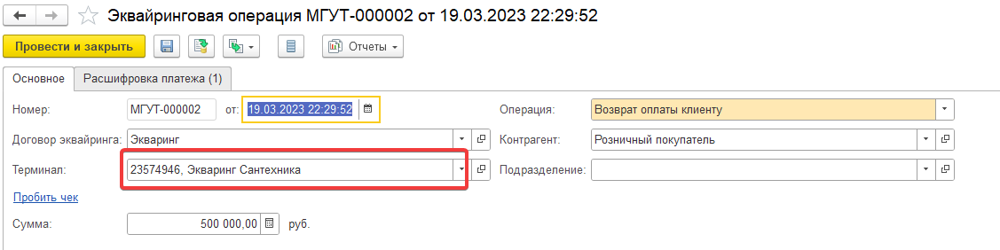 Эквайринговая операция МГУТ-000002 от 19.03.2023 22:29:52
Провести и закрыть Отчеты
Основное Расшифровка платежа (1)
Номер: МГУТ-000002 от: 19.03.2023 22:29:52 Операция: Возврат оплаты клиенту
Договор эквайринга: Экваринг Контрагент: Розничный покупатель
Терминал: 23574946, Экваринг Сантехника Подразделение:
Пробить чек
Сумма: 500 000,00 руб.